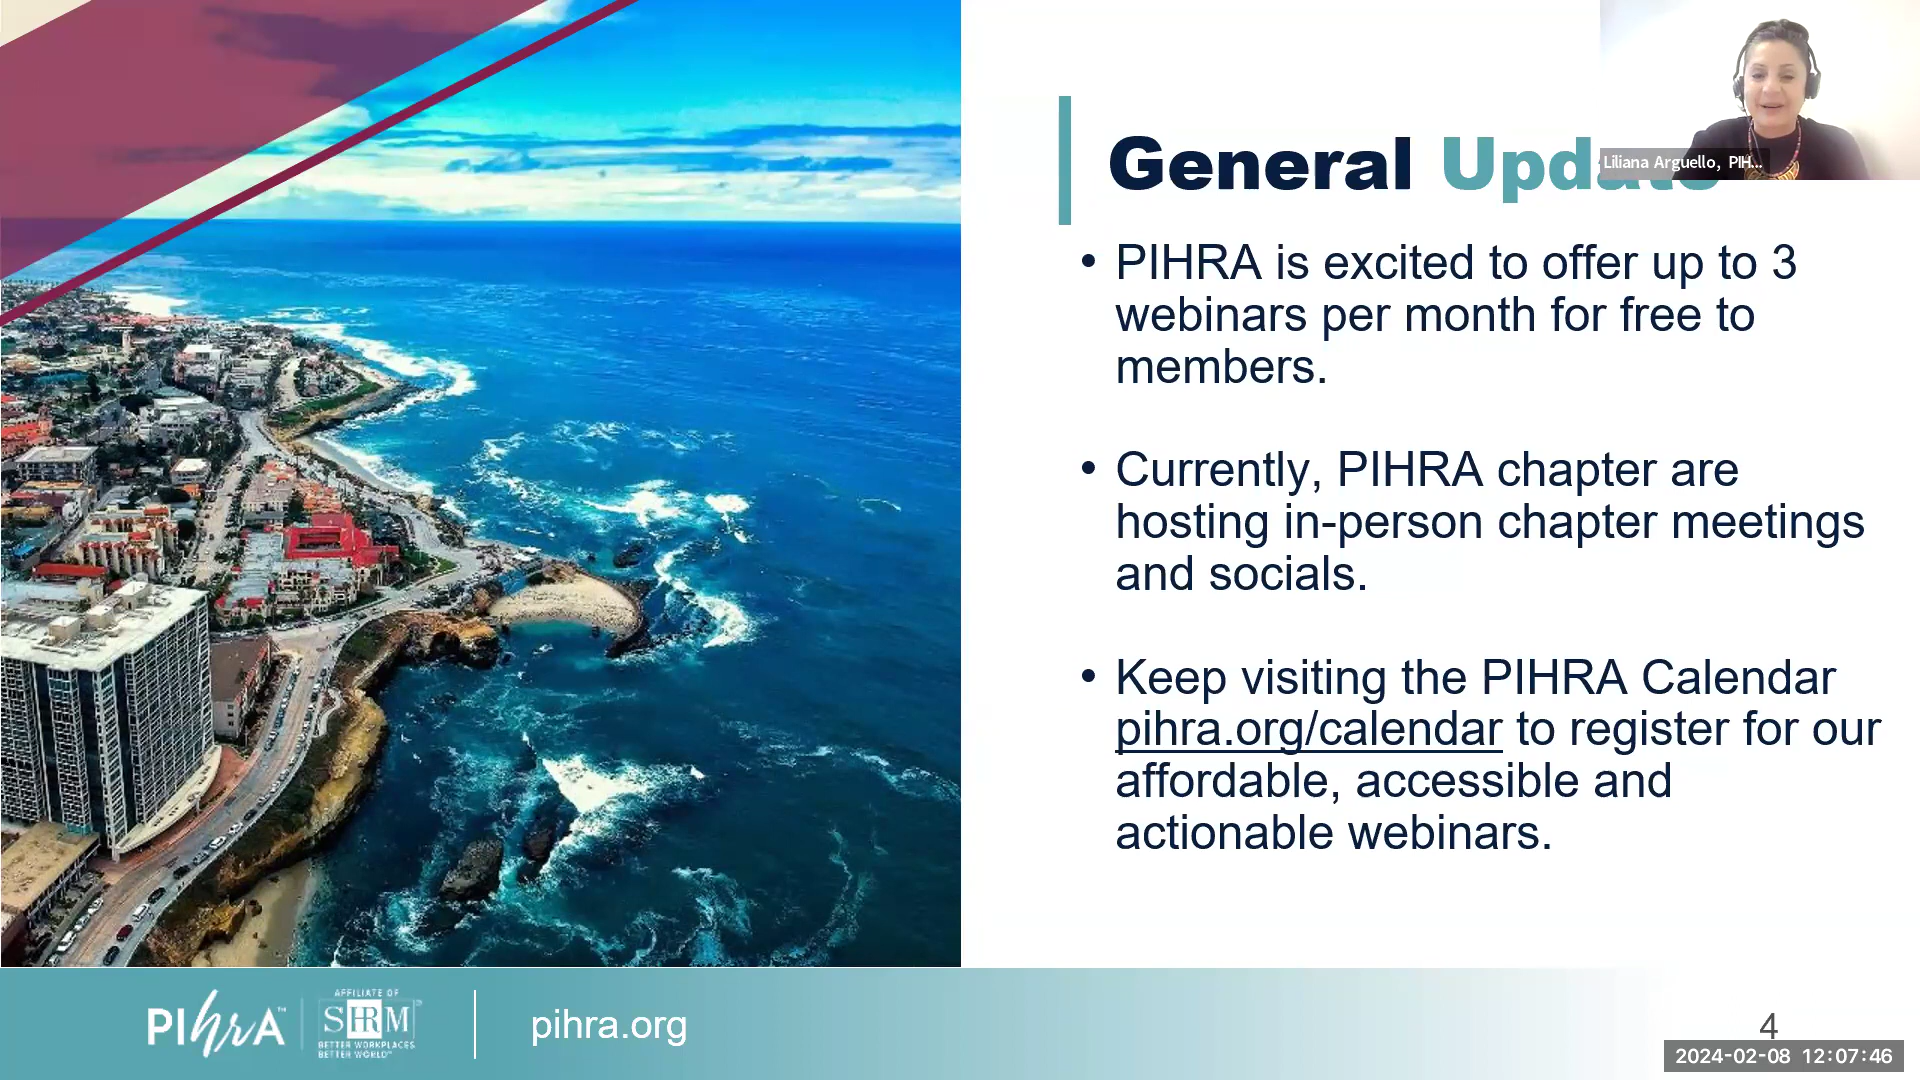 General Update
Liliana Arguello, PIH...
• PIHRA is excited to offer up to 3
webinars per month for free to
members.
• Currently, PIHRA chapter are
hosting in-person chapter meetings
and socials.
• Keep visiting the PIHRA Calendar
pihra.org/calendar to register for our
affordable, accessible and
actionable webinars.
PIhrA™
AFFILIATE OF
SHRM®
BETTER WORKPLACES
BETTER WORLD™
pihra.org
4
2024-02-08 12:07:46